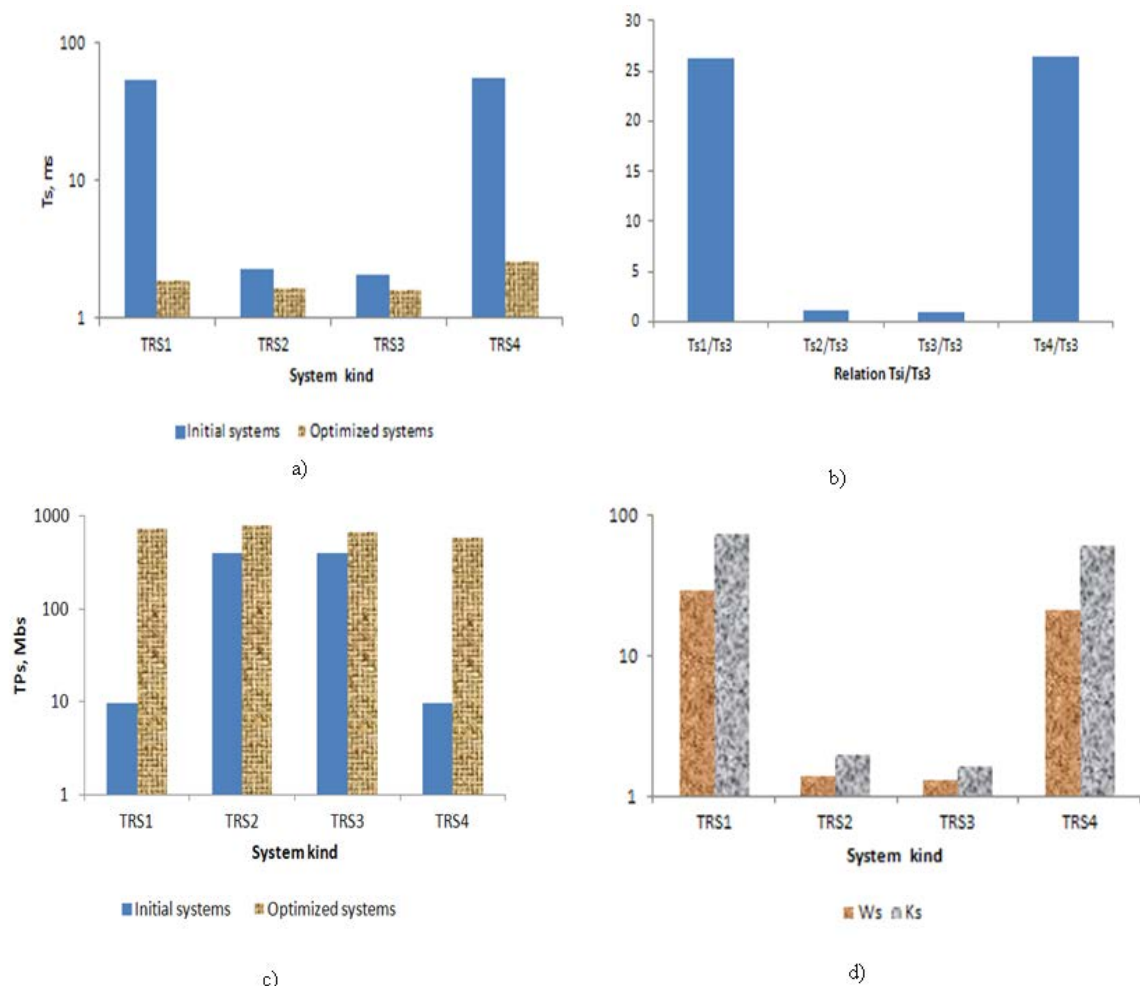 100
10
1
Ts, ms
TRS1 TRS2 TRS3 TRS4
System kind
Initial systems Optimized systems
a)
30
25
20
15
10
5
0
Ts1/Ts3 Ts2/Ts3 Ts3/Ts3 Ts4/Ts3
Relation Tsi/Ts3
b)
1000
100
10
1
TPs, Mbs
TRS1 TRS2 TRS3 TRS4
System kind
Initial systems Optimized systems
c)
100
10
1
TRS1 TRS2 TRS3 TRS4
System kind
Ws Ks
d)